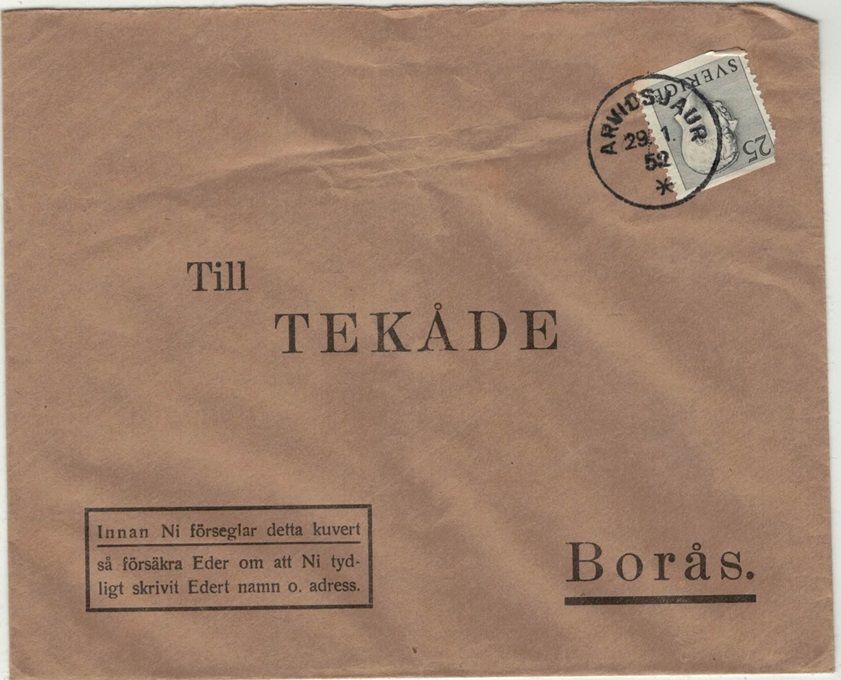 SVERIGE
25
ARVIDSJAUR
29. 1.
52
*
Till
TEKÅDE
Innan Ni förseglar detta kuvert
så försäkra Eder om att Ni tyd-
ligt skrivit Edert namn o. adress.
Borås.